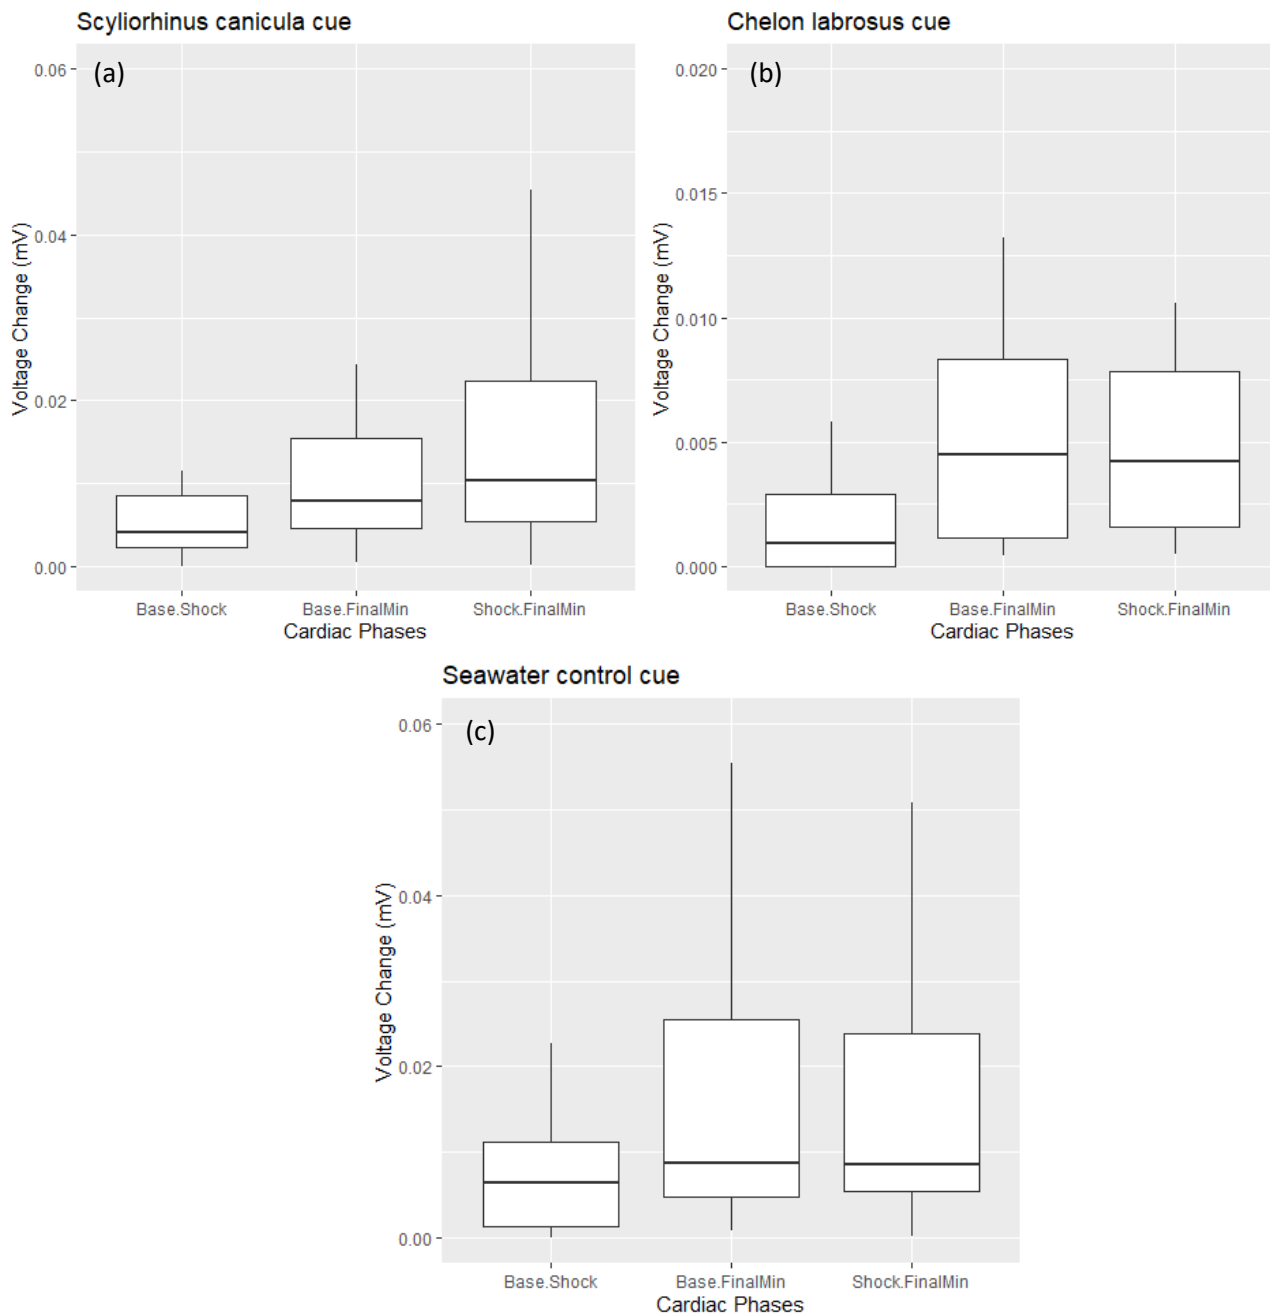 Scyliorhinus canicula cue
(a)
0.06
0.04
0.02
0.00
Voltage Change (mV)
Base.Shock
Base.FinalMin
Shock.FinalMin
Cardiac Phases
Chelon labrosus cue
(b)
0.020
0.015
0.010
0.005
0.000
Voltage Change (mV)
Base.Shock
Base.FinalMin
Shock.FinalMin
Cardiac Phases
Seawater control cue
(c)
0.06
0.04
0.02
0.00
Voltage Change (mV)
Base.Shock
Base.FinalMin
Shock.FinalMin
Cardiac Phases